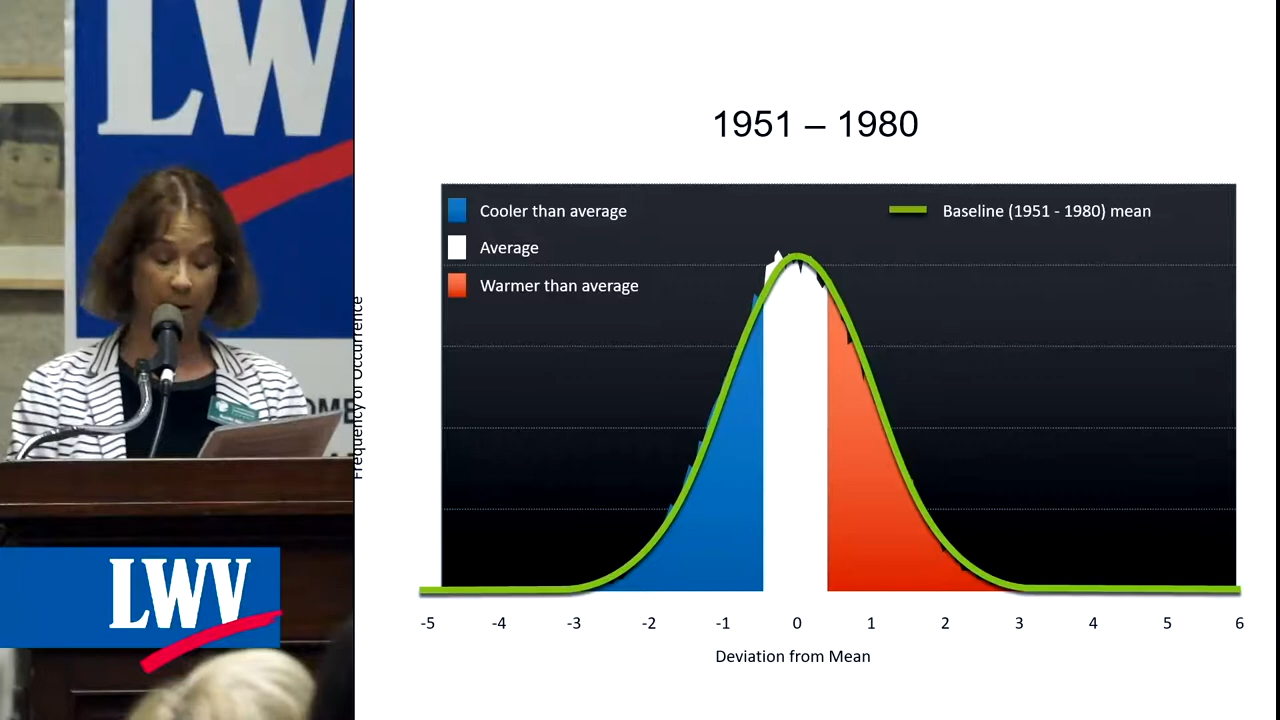 LW
OME
LWV
1951 – 1980
Cooler than average
Average
Warmer than average
Baseline (1951 - 1980) mean
Frequency of Occurrence
-5 -4 -3 -2 -1 0 1 2 3 4 5 6
Deviation from Mean